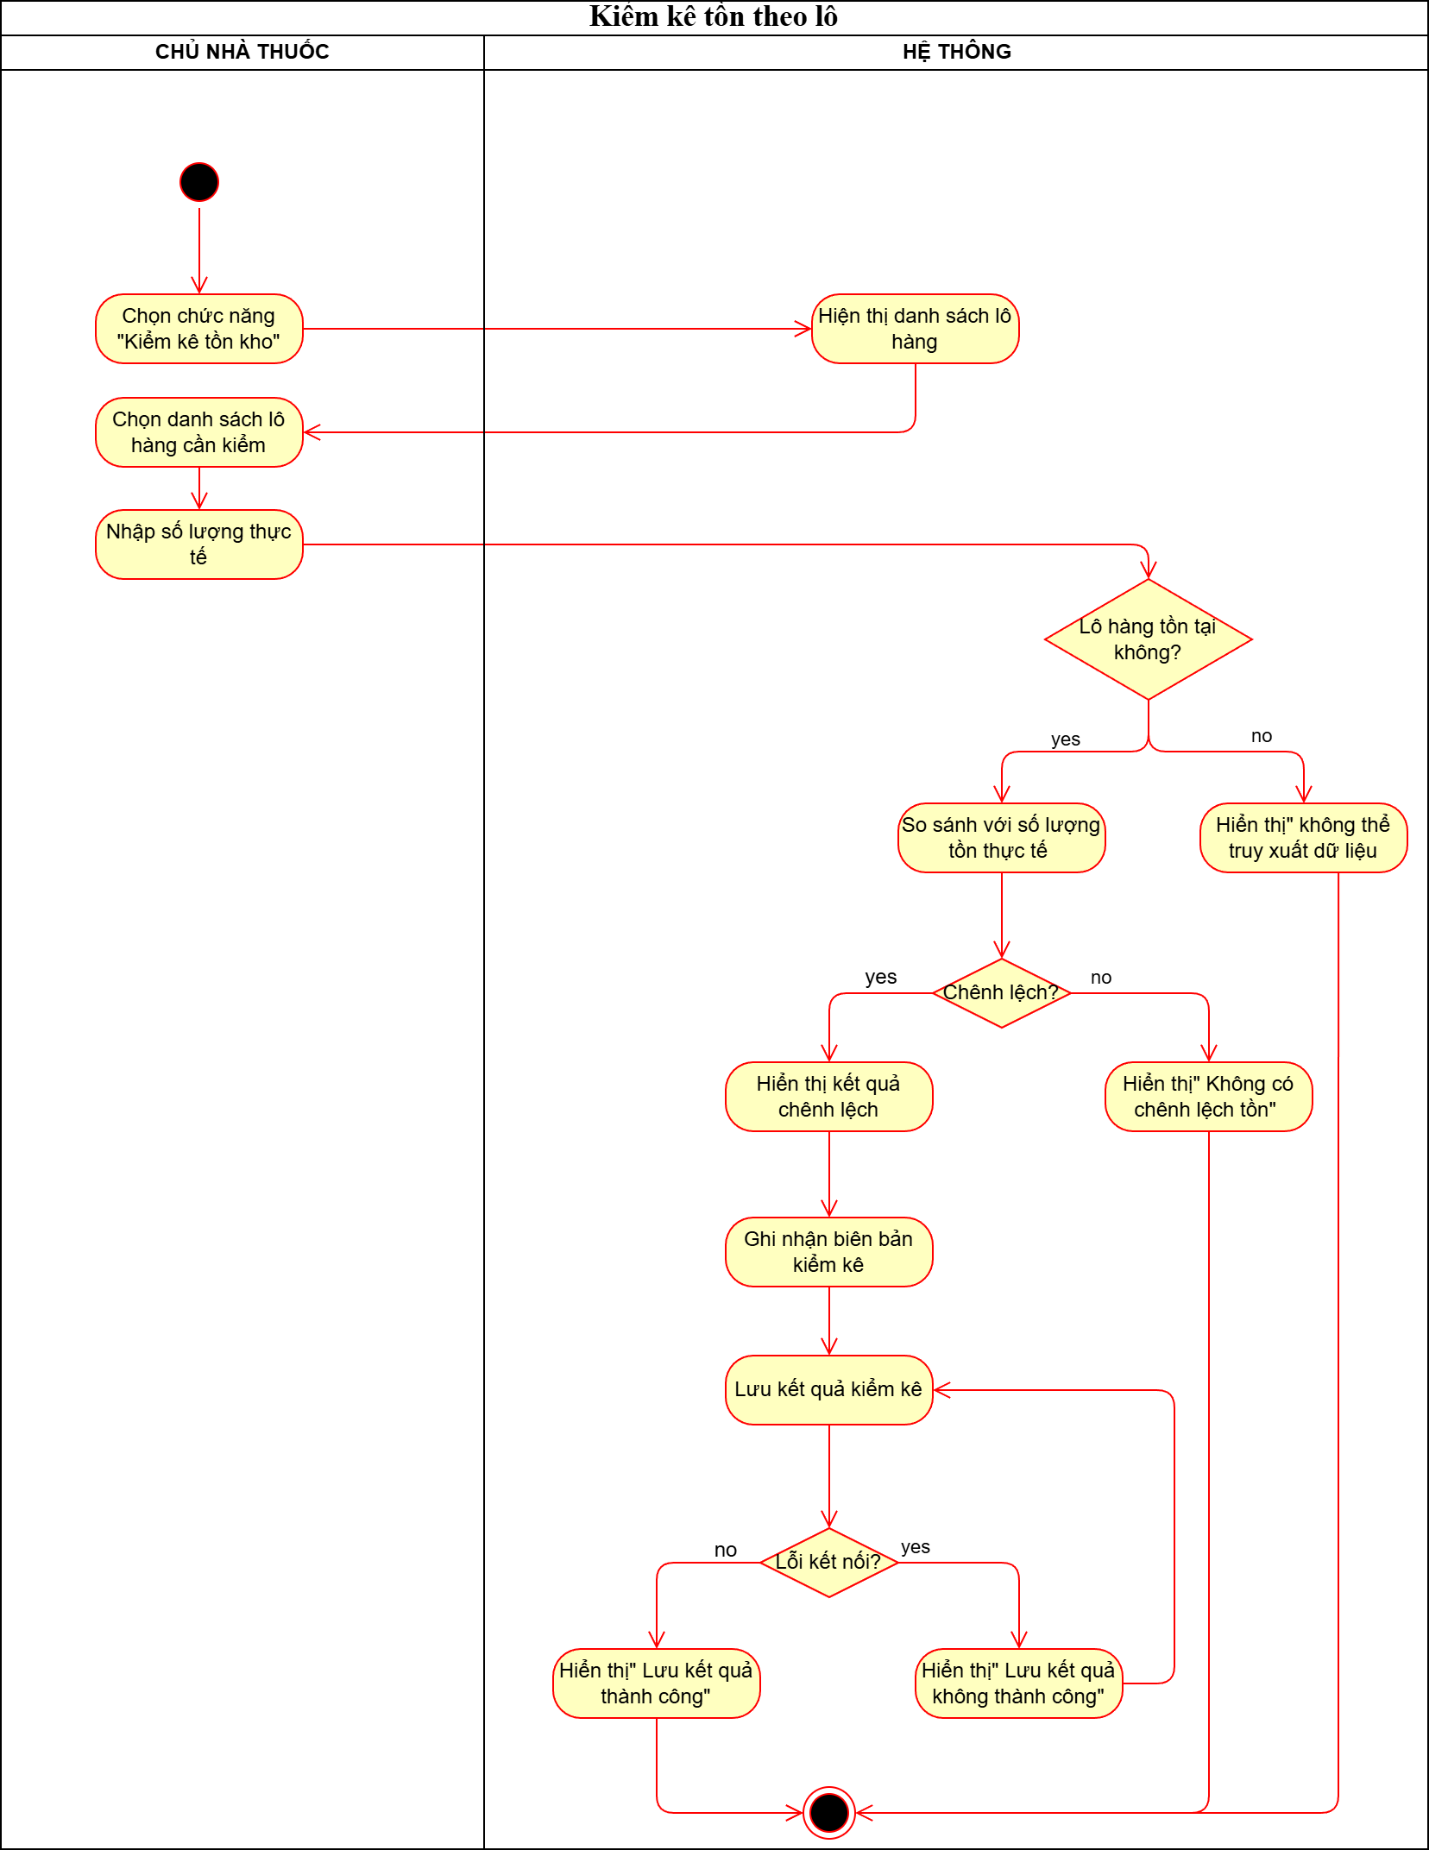 Kiểm kê tồn theo lô
CHỦ NHÀ THUỐC
HỆ THÔNG
Chọn chức năng
"Kiểm kê tồn kho"
Hiện thị danh sách lô
hàng
Chọn danh sách lô
hàng cần kiểm
Nhập số lượng thực
tế
Lô hàng tồn tại
không?
yes
no
So sánh với số lượng
tồn thực tế
Hiển thị" không thể
truy xuất dữ liệu
yes
Chênh lệch?
no
Hiển thị kết quả
chênh lệch
Hiển thị" Không có
chênh lệch tồn"
Ghi nhận biên bản
kiểm kê
Lưu kết quả kiểm kê
no
Lỗi kết nối?
yes
Hiển thị" Lưu kết quả
thành công"
Hiển thị" Lưu kết quả
không thành công"